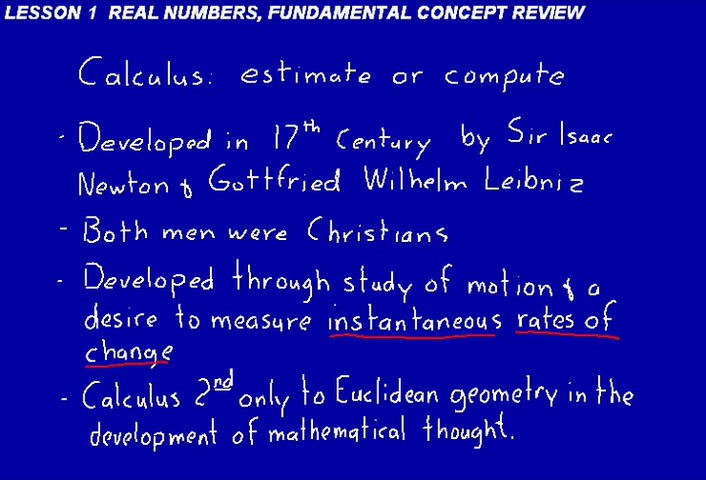 LESSON 1 REAL NUMBERS, FUNDAMENTAL CONCEPT REVIEW
Calculus: estimate or compute
- Developed in 17th Century by Sir Isaac
Newton & Gottfried Wilhelm Leibniz
- Both men were Christians
- Developed through study of motion & a
desire to measure instantaneous rates of
change
- Calculus 2nd only to Euclidean geometry in the
development of mathematical thought.